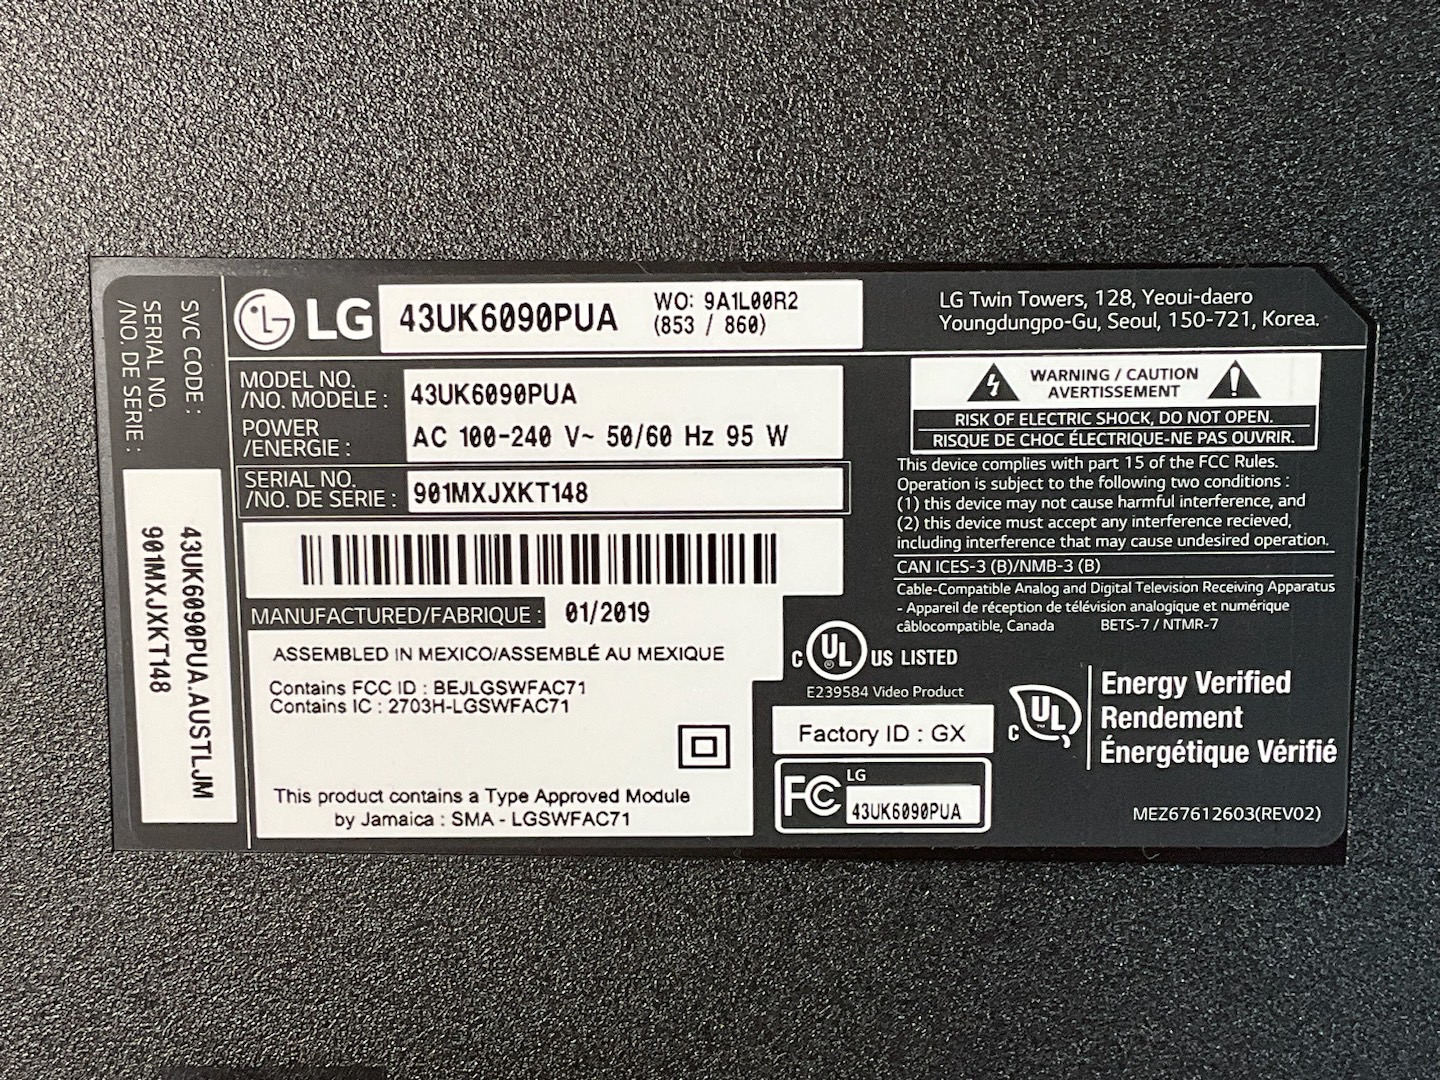 SVC CODE :
SERIAL NO.
/NO. DE SERIE :
43UK6090PUA.AUSTLJM
901MXJXKT148
LG
43UK6090PUA
WO: 9A1L00R2
(853 / 860)
LG Twin Towers, 128, Yeoui-daero
Youngdungpo-Gu, Seoul, 150-721, Korea.
MODEL NO.
/NO. MODELE :
43UK6090PUA
POWER
/ENERGIE :
AC 100-240 V~ 50/60 Hz 95 W
SERIAL NO.
/NO. DE SERIE :
901MXJXKT148
MANUFACTURED/FABRIQUE :
01/2019
ASSEMBLED IN MEXICO/ASSEMBLÉ AU MEXIQUE
Contains FCC ID : BEJLGSWFAC71
Contains IC : 2703H-LGSWFAC71
This product contains a Type Approved Module
by Jamaica : SMA - LGSWFAC71
WARNING / CAUTION
AVERTISSEMENT
RISK OF ELECTRIC SHOCK, DO NOT OPEN.
RISQUE DE CHOC ÉLECTRIQUE-NE PAS OUVRIR.
This device complies with part 15 of the FCC Rules.
Operation is subject to the following two conditions :
(1) this device may not cause harmful interference, and
(2) this device must accept any interference recieved,
including interference that may cause undesired operation.
CAN ICES-3 (B)/NMB-3 (B)
Cable-Compatible Analog and Digital Television Receiving Apparatus
- Appareil de réception de télévision analogique et numérique
câblocompatible, Canada BETS-7 / NTMR-7
C UL ® US LISTED
E239584 Video Product
Factory ID : GX
FC
LG
43UK6090PUA
C UL
Energy Verified
Rendement
Énergétique Vérifié
MEZ67612603(REV02)